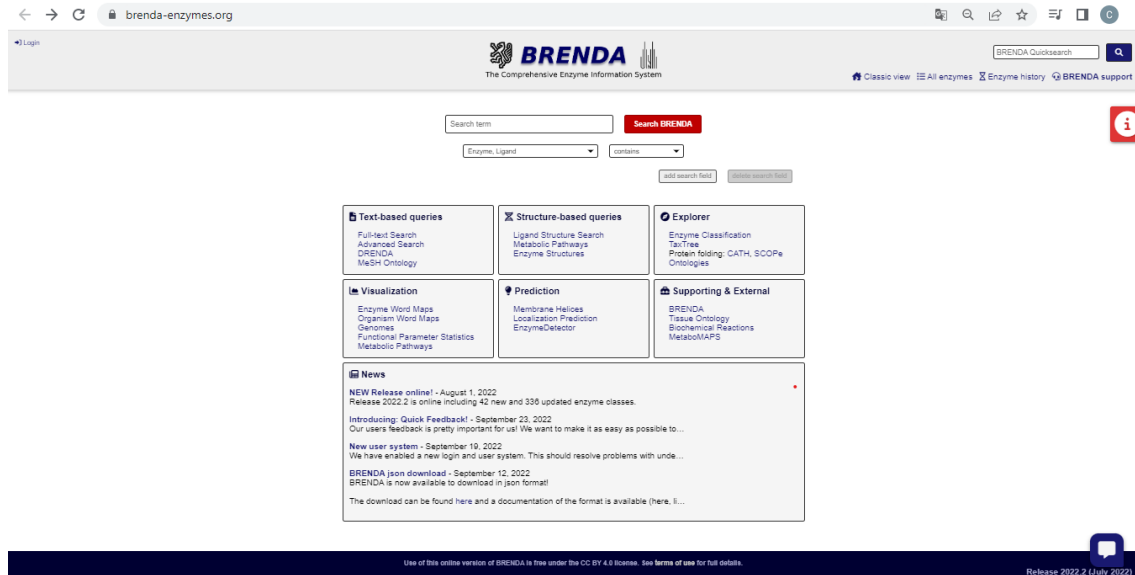 brenda-enzymes.org
C
Login
BRENDA
The Comprehensive Enzyme Information System
BRENDA Quicksearch
Classic view All enzymes Enzyme history BRENDA support
i
Search term Search BRENDA
Enzyme, Ligand contains
add search field delete search field
Text-based queries
Full-text Search
Advanced Search
DRENDA
MeSH Ontology
Structure-based queries
Ligand Structure Search
Metabolic Pathways
Enzyme Structures
Explorer
Enzyme Classification
TaxTree
Protein folding: CATH, SCOPe
Ontologies
Visualization
Enzyme Word Maps
Organism Word Maps
Genomes
Functional Parameter Statistics
Metabolic Pathways
Prediction
Membrane Helices
Localization Prediction
EnzymeDetector
Supporting & External
BRENDA
Tissue Ontology
Biochemical Reactions
MetaboMAPS
News
NEW Release online! - August 1, 2022
Release 2022.2 is online including 42 new and 336 updated enzyme classes.
Introducing: Quick Feedback! - September 23, 2022
Our users feedback is pretty important for us! We want to make it as easy as possible to...
New user system - September 19, 2022
We have enabled a new login and user system. This should resolve problems with unde...
BRENDA json download - September 12, 2022
BRENDA is now available to download in json format!
The download can be found here and a documentation of the format is available (here, li...
Use of this online version of BRENDA is free under the CC BY 4.0 license. See terms of use for full details.
Release 2022.2 (July 2022)